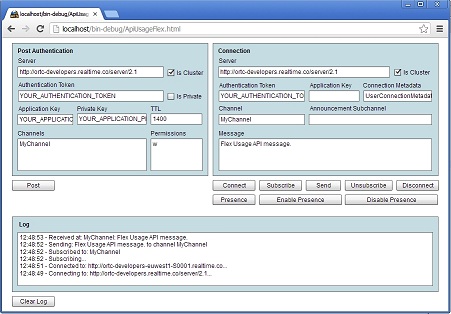 localhost/bin-debug/ApiUsage
localhost/bin-debug/ApiUsageFlex.html
Post Authentication
Server
http://ortc-developers.realtime.co/server/2.1
Is Cluster
Authentication Token
YOUR_AUTHENTICATION_TOKEN
Is Private
Application Key Private Key TTL
YOUR_APPLICATIO YOUR_APPLICATION_P 1400
Channels Permissions
MyChannel w
Post
Connection
Server
http://ortc-developers.realtime.co/server/2.1
Is Cluster
Authentication Token Application Key Connection Metadata
YOUR_AUTHENTICATION_TO UserConnectionMetadat
Channel Announcement Subchannel
MyChannel
Message
Flex Usage API message.
Connect Subscribe Send Unsubscribe Disconnect
Presence Enable Presence Disable Presence
Log
12:48:53 - Received at: MyChannel: Flex Usage API message.
12:48:52 - Sending: Flex Usage API message. to channel MyChannel
12:48:52 - Subscribed to: MyChannel
12:48:52 - Subscribing...
12:48:51 - Connected to: http://ortc-developers-euwest1-S0001.realtime.co...
12:48:49 - Connecting to: http://ortc-developers.realtime.co/server/2.1...
Clear Log